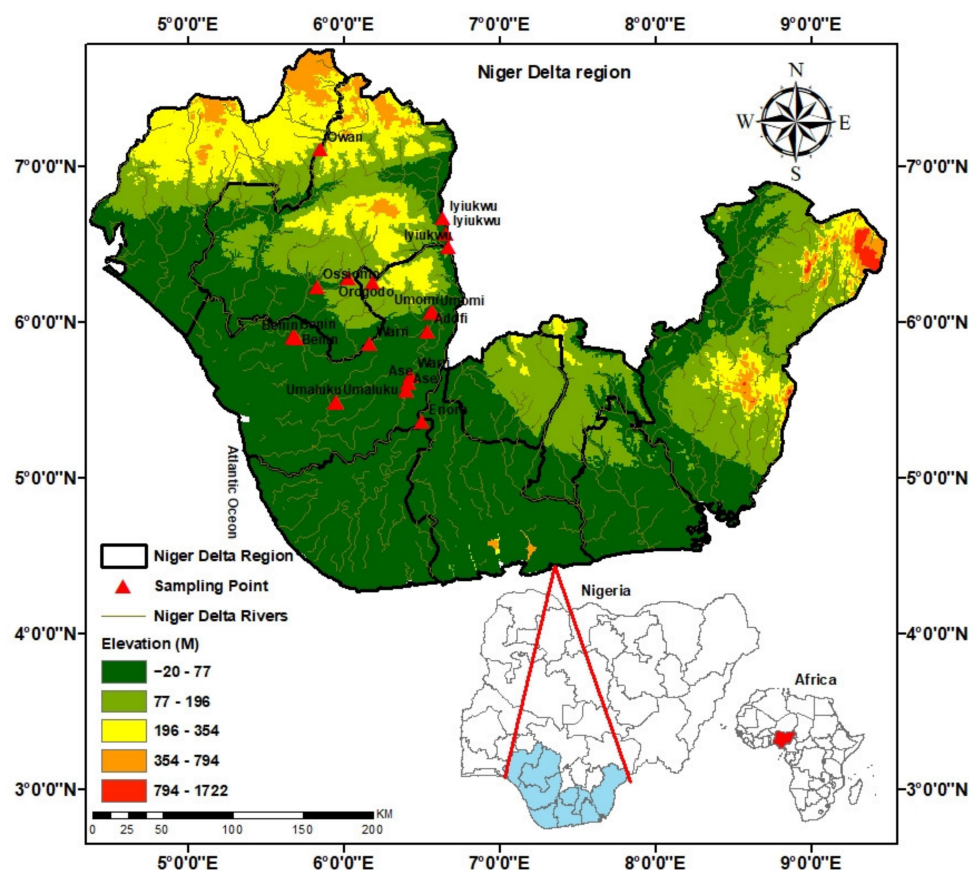 5°0'0"E 6°0'0"E 7°0'0"E 8°0'0"E 9°0'0"E
Niger Delta region
N
W E
S
7°0'0"N 7°0'0"N
Owan
Iyiukwu
Iyiukwu
Iyiukwu
Ossiomo
Orogodo
Umomi Umomi
6°0'0"N 6°0'0"N
Adofi
Benin Benin
Benin
Warri
Warri
Ase
Ase
Umaluku Umaluku
Enora
5°0'0"N 5°0'0"N
Atlantic Oceon
Niger Delta Region
Sampling Point
Niger Delta Rivers
Elevation (M)
−20 - 77
77 - 196
196 - 354
354 - 794
794 - 1722
Nigeria
Africa
4°0'0"N 4°0'0"N
3°0'0"N 3°0'0"N
KM
0 25 50 100 150 200
5°0'0"E 6°0'0"E 7°0'0"E 8°0'0"E 9°0'0"E